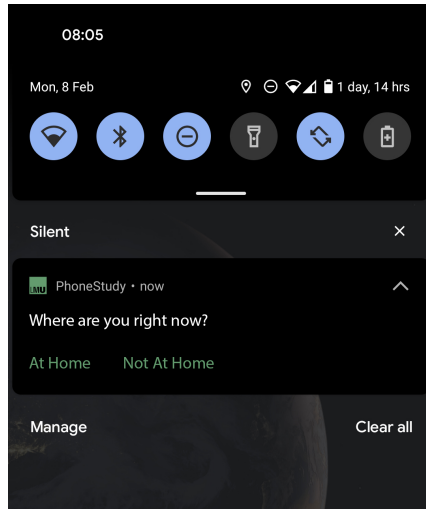 08:05
Mon, 8 Feb 1 day, 14 hrs
Silent
LMU PhoneStudy • now
Where are you right now?
At Home Not At Home
Manage Clear all